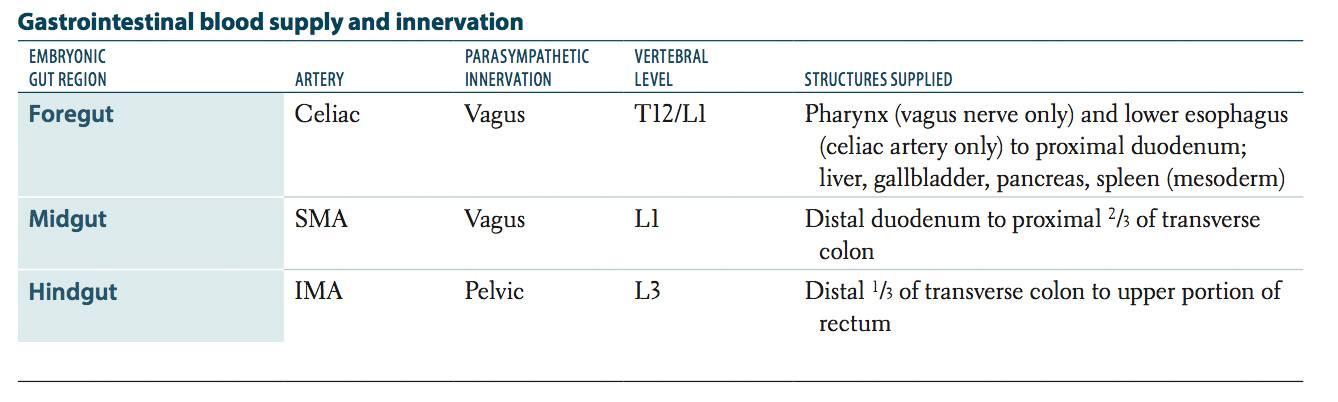 Gastrointestinal blood supply and innervation
EMBRYONIC GUT REGION ARTERY PARASYMPATHETIC INNERVATION VERTEBRAL LEVEL STRUCTURES SUPPLIED
Foregut Celiac Vagus T12/L1 Pharynx (vagus nerve only) and lower esophagus
(celiac artery only) to proximal duodenum;
liver, gallbladder, pancreas, spleen (mesoderm)
Midgut SMA Vagus L1 Distal duodenum to proximal 2/3 of transverse
colon
Hindgut IMA Pelvic L3 Distal 1/3 of transverse colon to upper portion of
rectum